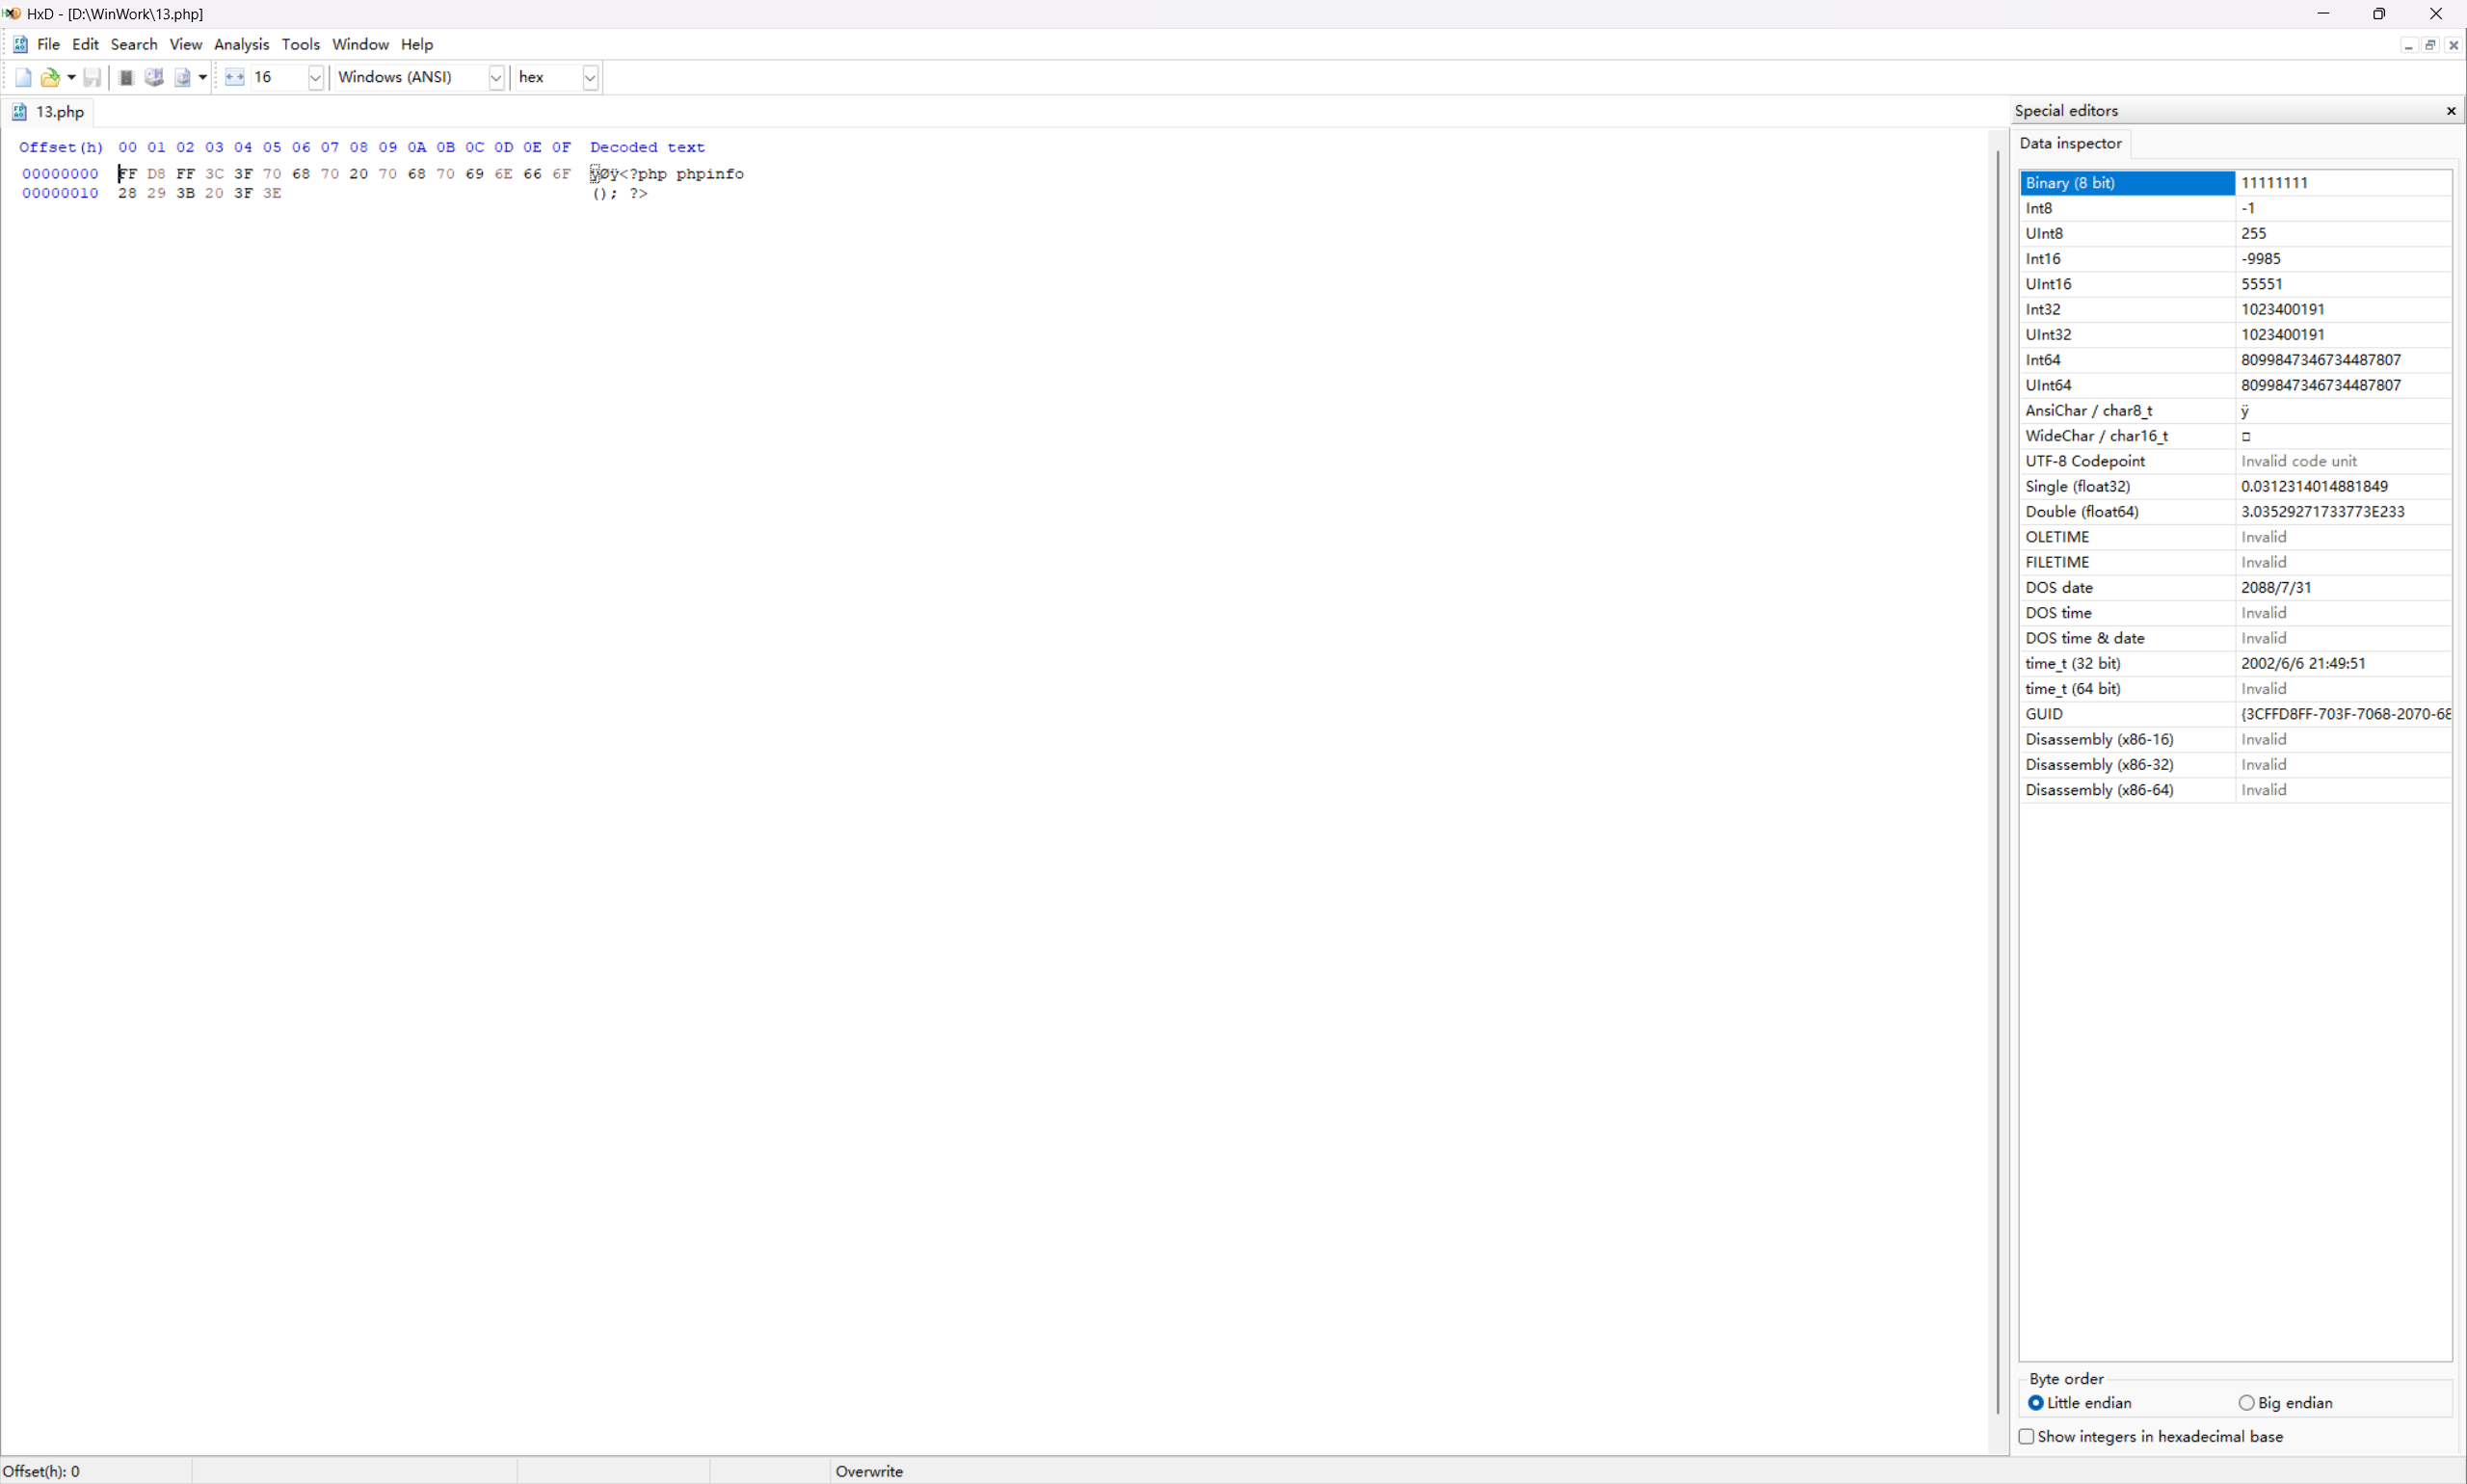 HxD - [D:\WinWork\13.php]
File Edit Search View Analysis Tools Window Help
16 Windows (ANSI) hex
13.php
Offset(h) 00 01 02 03 04 05 06 07 08 09 0A 0B 0C 0D 0E 0F Decoded text
00000000 FF D8 FF 3C 3F 70 68 70 20 70 68 70 69 6E 66 6F ÿØÿ<?php phpinfo
00000010 28 29 3B 20 3F 3E (); ?>
Special editors
Data inspector
Binary (8 bit) 11111111
Int8 -1
UInt8 255
Int16 -9985
UInt16 55551
Int32 1023400191
UInt32 1023400191
Int64 8099847346734487807
UInt64 8099847346734487807
AnsiChar / char8_t ÿ
WideChar / char16_t □
UTF-8 Codepoint Invalid code unit
Single (float32) 0.0312314014881849
Double (float64) 3.03529271733773E233
OLETIME Invalid
FILETIME Invalid
DOS date 2088/7/31
DOS time Invalid
DOS time & date Invalid
time_t (32 bit) 2002/6/6 21:49:51
time_t (64 bit) Invalid
GUID {3CFFD8FF-703F-7068-2070-68
Disassembly (x86-16) Invalid
Disassembly (x86-32) Invalid
Disassembly (x86-64) Invalid
Byte order
Little endian Big endian
Show integers in hexadecimal base
Offset(h): 0 Overwrite